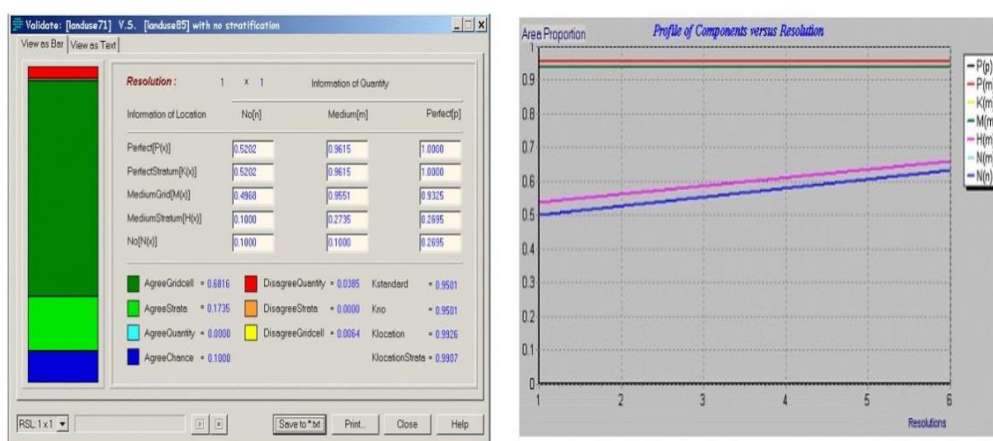 Validate: [landuse71] V.S. [landuse85] with no stratification
View as Bar View as Text
Resolution : 1 x 1 Information of Quantity
Information of Location No[n] Medium[m] Perfect[p]
Perfect[P(x)] 0.5202 0.9615 1.0000
PerfectStratum[K(x)] 0.5202 0.9615 1.0000
MediumGrid[M(x)] 0.4968 0.9551 0.9325
MediumStratum[H(x)] 0.1000 0.2735 0.2695
No[N(x)] 0.1000 0.1000 0.2695
AgreeGridcell = 0.6816 DisagreeQuantity = 0.0385 Kstandard = 0.9501
AgreeStrata = 0.1735 DisagreeStrata = 0.0000 Kno = 0.9501
AgreeQuantity = 0.0000 DisagreeGridcell = 0.0064 Klocation = 0.9926
AgreeChance = 0.1000 KlocationStrata = 0.9907
RSL: 1 x 1 Save to *.txt Print... Close Help
Area Proportion Profile of Components versus Resolution
1
0.9
0.8
0.7
0.6
0.5
0.4
0.3
0.2
0.1
0
1 2 3 4 5 6
Resolutions
P(p)
P(m
K(m
M(m
H(m
N(m
N(n)